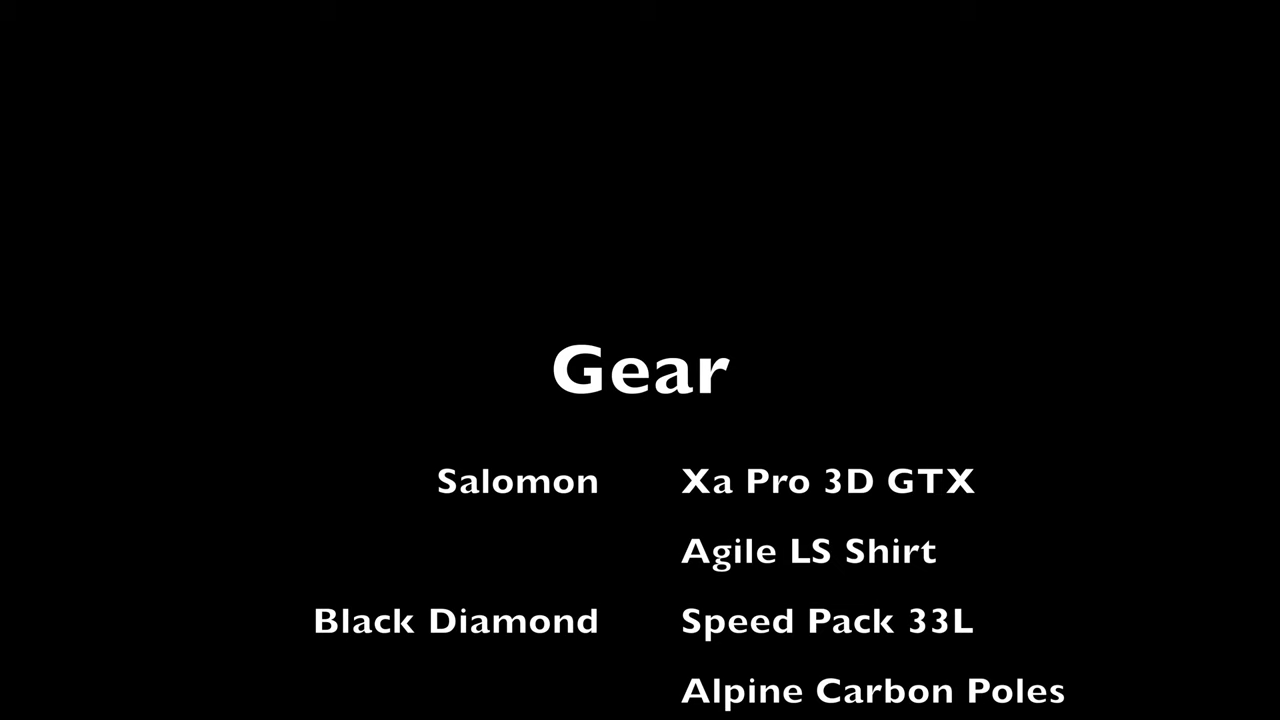 Gear
Salomon Xa Pro 3D GTX
Agile LS Shirt
Black Diamond Speed Pack 33L
Alpine Carbon Poles